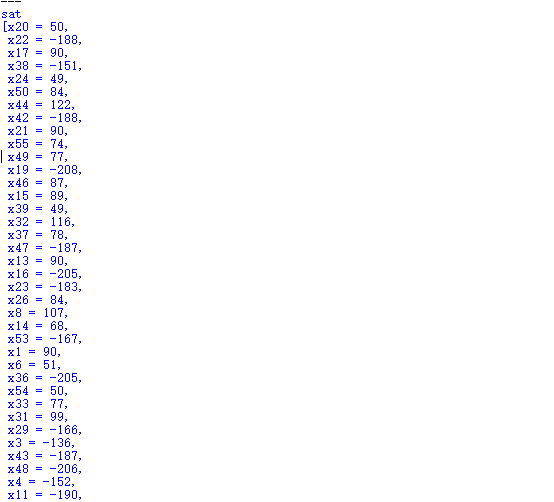 ---
sat
[x20 = 50,
x22 = -188,
x17 = 90,
x38 = -151,
x24 = 49,
x50 = 84,
x44 = 122,
x42 = -188,
x21 = 90,
x55 = 74,
x49 = 77,
x19 = -208,
x46 = 87,
x15 = 89,
x39 = 49,
x32 = 116,
x37 = 78,
x47 = -187,
x13 = 90,
x16 = -205,
x23 = -183,
x26 = 84,
x8 = 107,
x14 = 68,
x53 = -167,
x1 = 90,
x6 = 51,
x36 = -205,
x54 = 50,
x33 = 77,
x31 = 99,
x29 = -166,
x3 = -136,
x43 = -187,
x48 = -206,
x4 = -152,
x11 = -190,